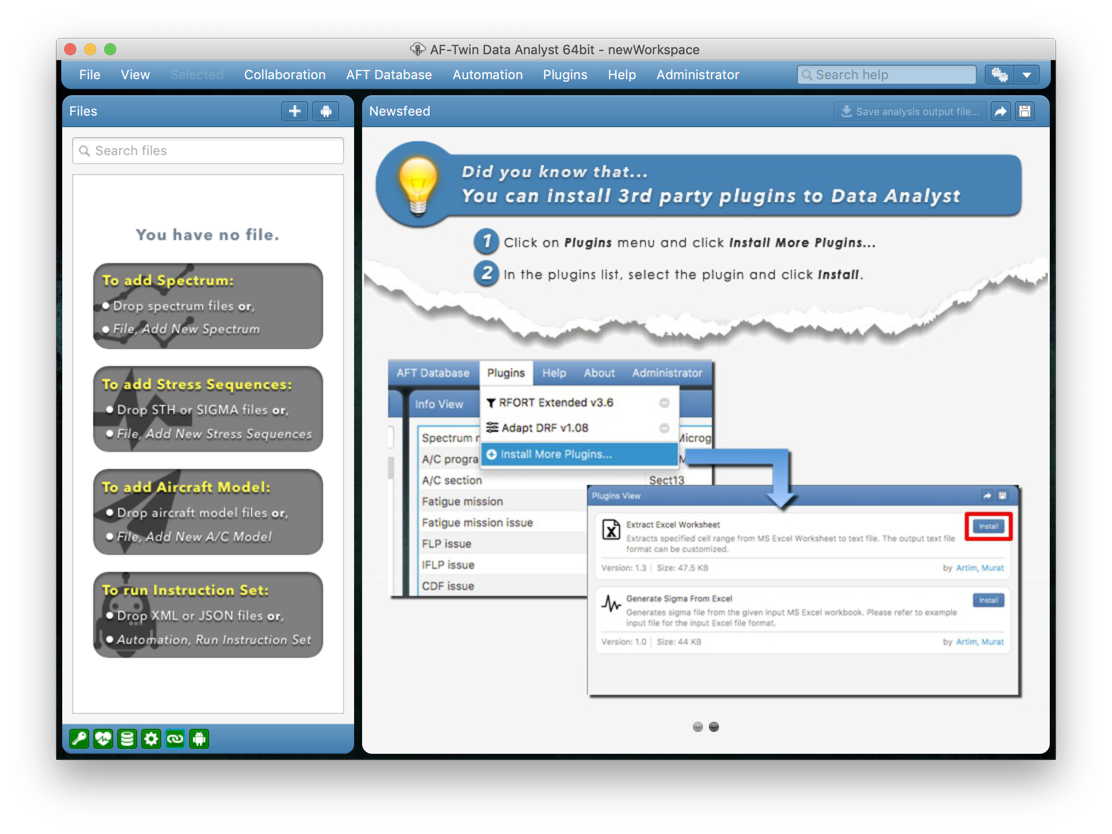 AF-Twin Data Analyst 64bit - newWorkspace
File View Selected Collaboration AFT Database Automation Plugins Help Administrator Search help
Files
Search files
You have no file.
To add Spectrum:
Drop spectrum files or,
File, Add New Spectrum
To add Stress Sequences:
Drop STH or SIGMA files or,
File, Add New Stress Sequences
To add Aircraft Model:
Drop aircraft model files or,
File, Add New A/C Model
To run Instruction Set:
Drop XML or JSON files or,
Automation, Run Instruction Set
Newsfeed Save analysis output file...
Did you know that...
You can install 3rd party plugins to Data Analyst
1 Click on Plugins menu and click Install More Plugins...
2 In the plugins list, select the plugin and click Install.
AFT Database Plugins Help About Administrator
Info View
RFORT Extended v3.6
Adapt DRF v1.08
Install More Plugins...
Spectrum
Microg
A/C progra
A/C section Sect13
Fatigue mission
Fatigue mission issue
FLP issue
IFLP issue
CDF issue
Plugins View
Extract Excel Worksheet Install
Extracts specified cell range from MS Excel Worksheet to text file. The output text file
format can be customized.
Version: 1.3 Size: 47.5 KB by Artim, Murat
Generate Sigma From Excel Install
Generates sigma file from the given input MS Excel workbook. Please refer to example
input file for the input Excel file format.
Version: 1.0 Size: 44 KB by Artim, Murat